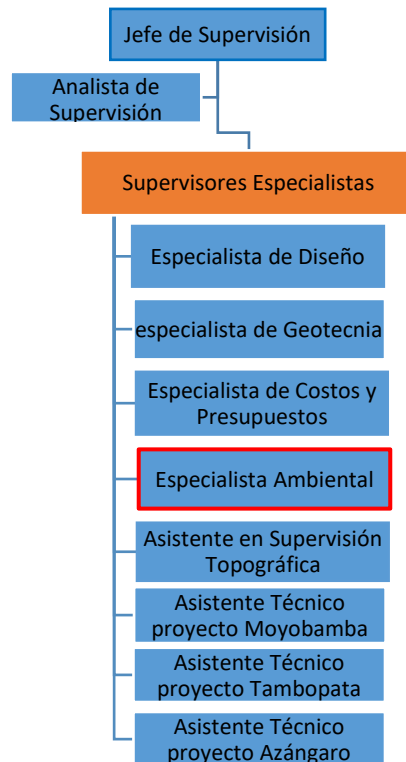 Jefe de Supervisión
Analista de
Supervisión
Supervisores Especialistas
Especialista de Diseño
especialista de Geotecnia
Especialista de Costos y
Presupuestos
Especialista Ambiental
Asistente en Supervisión
Topográfica
Asistente Técnico
proyecto Moyobamba
Asistente Técnico
proyecto Tambopata
Asistente Técnico
proyecto Azángaro